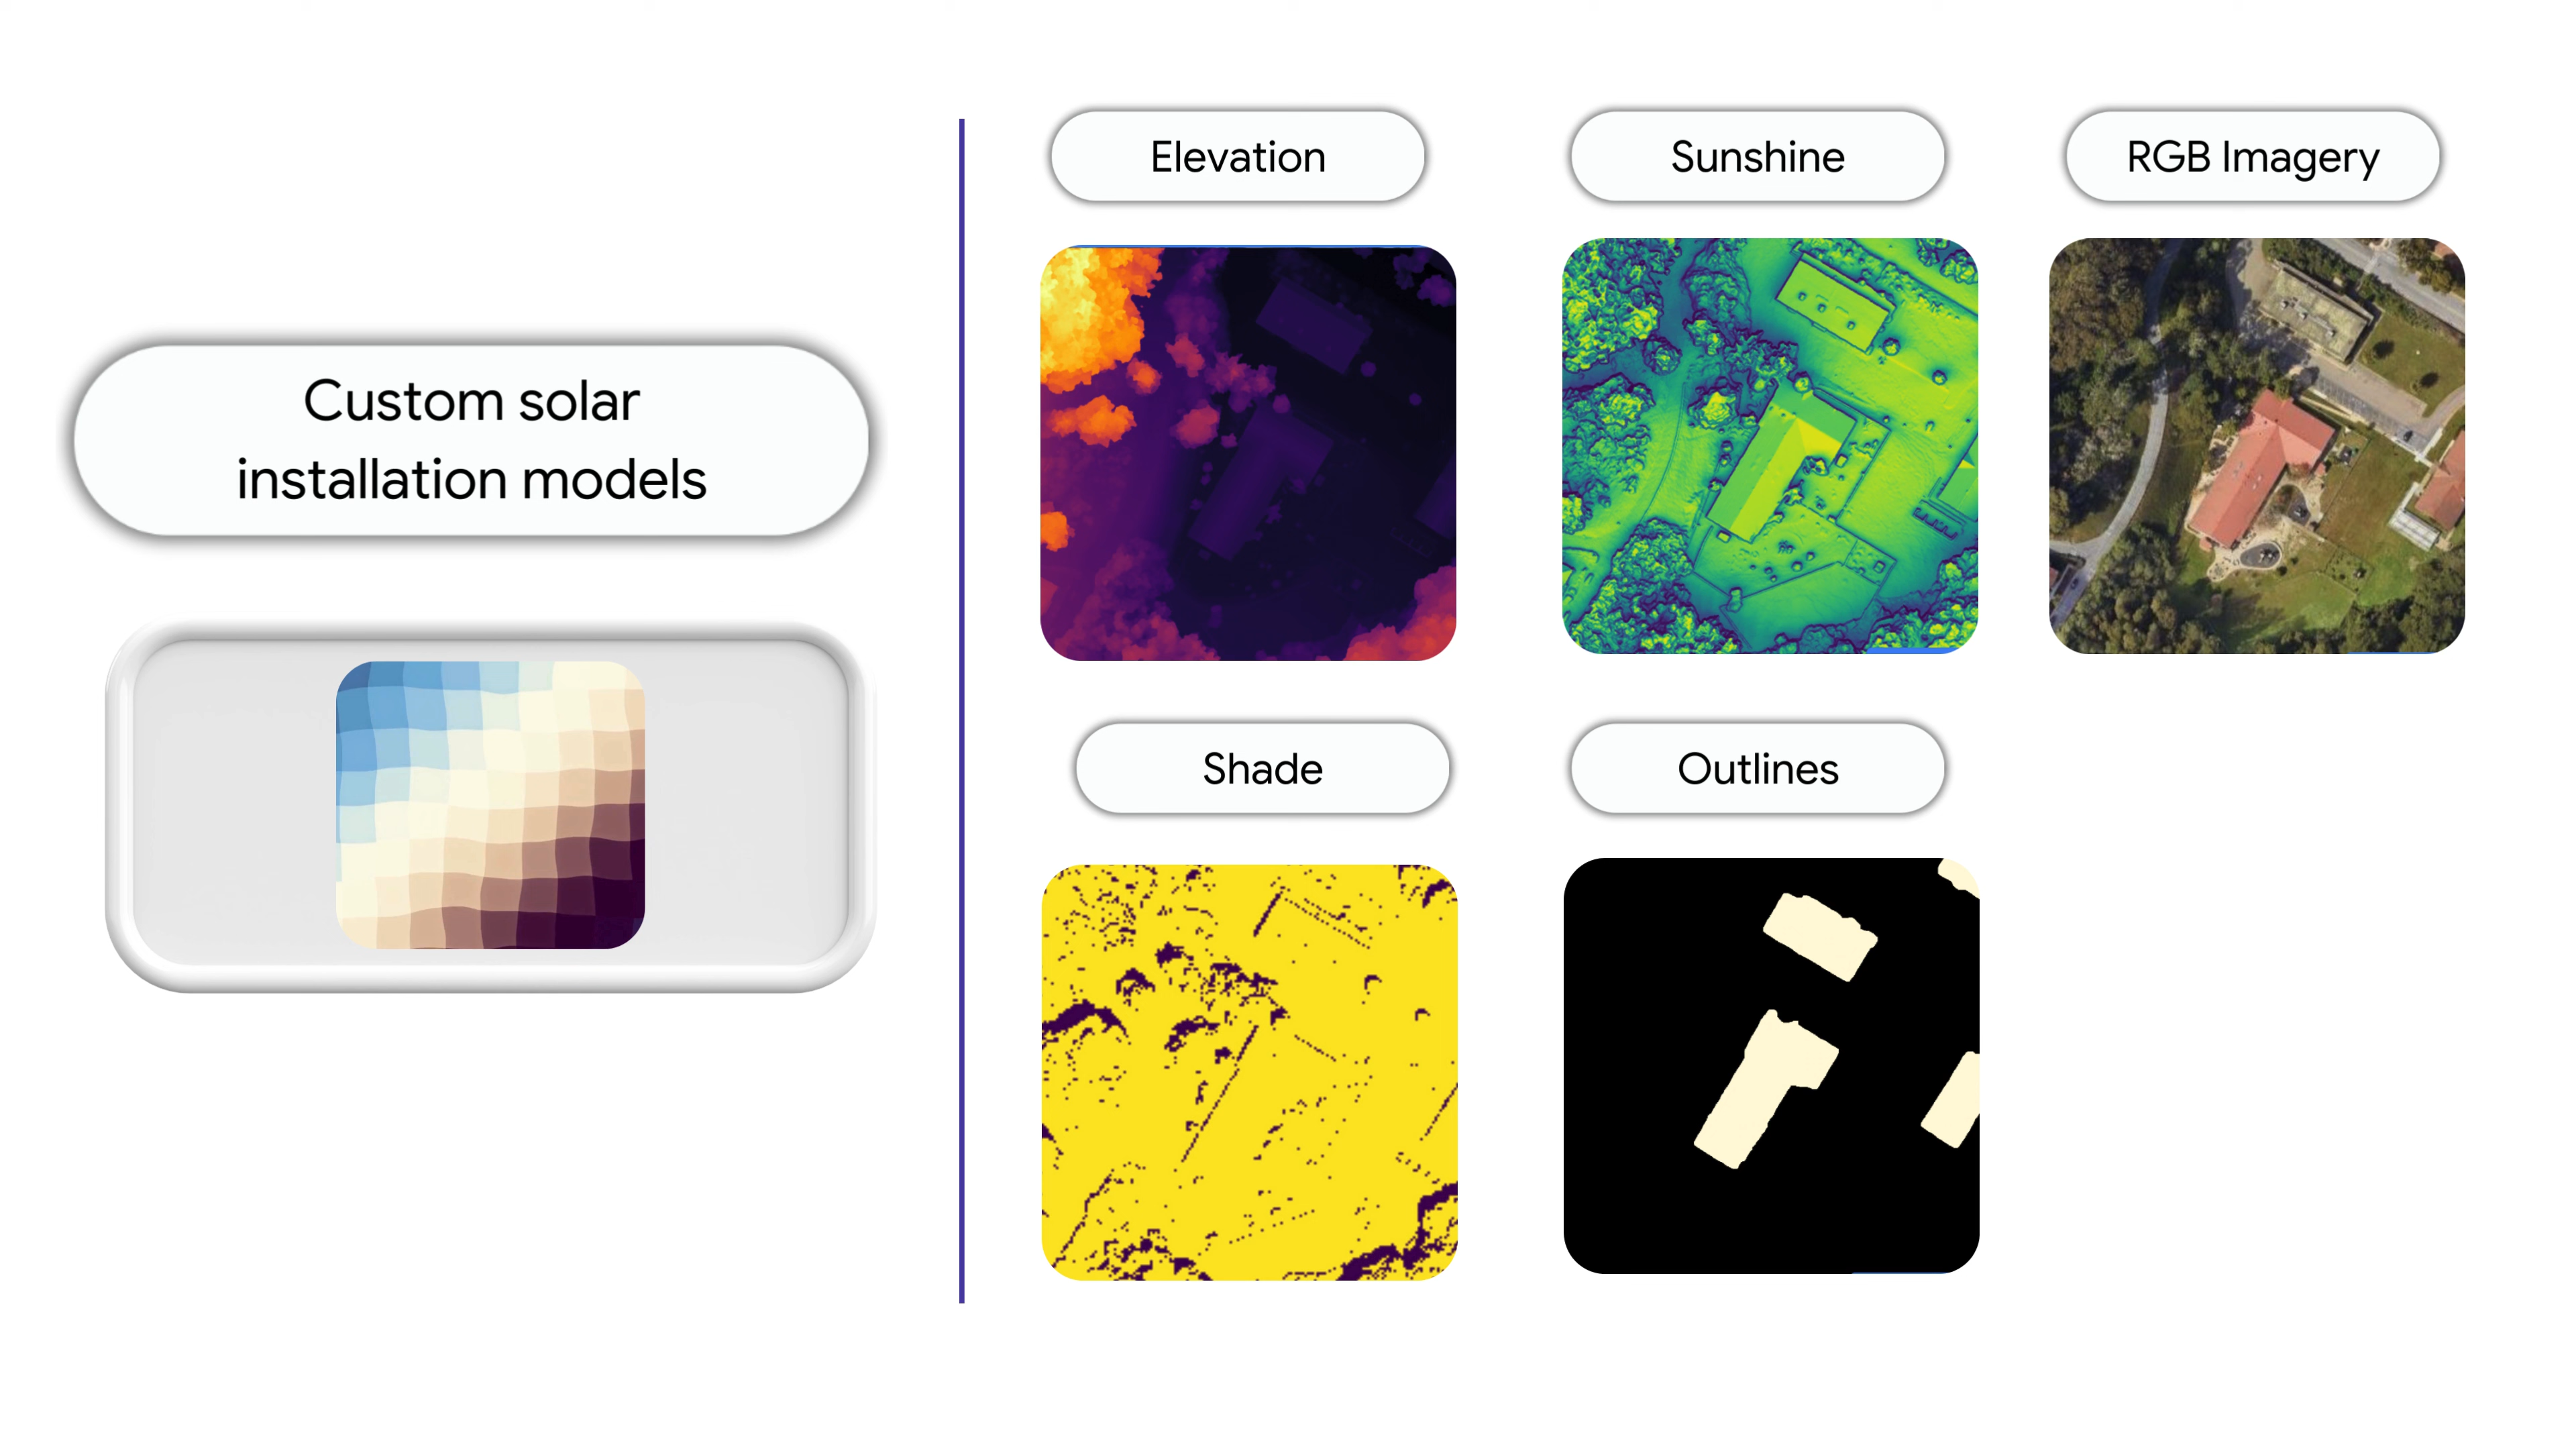 Custom solar
installation models
Elevation
Sunshine
RGB Imagery
Shade
Outlines